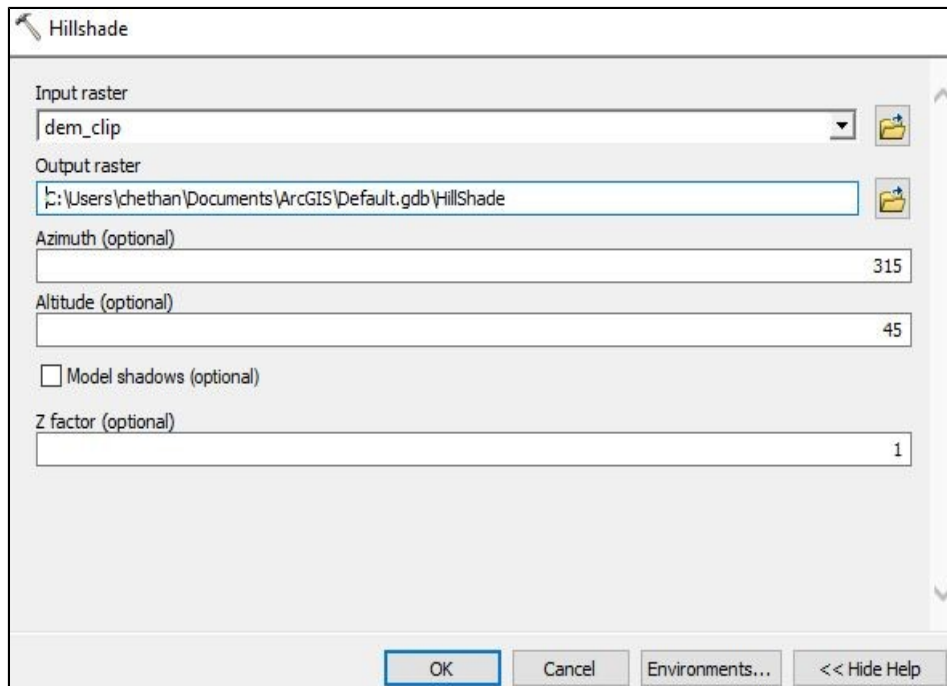 Hillshade
Input raster
dem_clip
Output raster
C:\Users\chethan\Documents\ArcGIS\Default.gdb\HillShade
Azimuth (optional)
315
Altitude (optional)
45
Model shadows (optional)
Z factor (optional)
1
OK Cancel Environments... << Hide Help